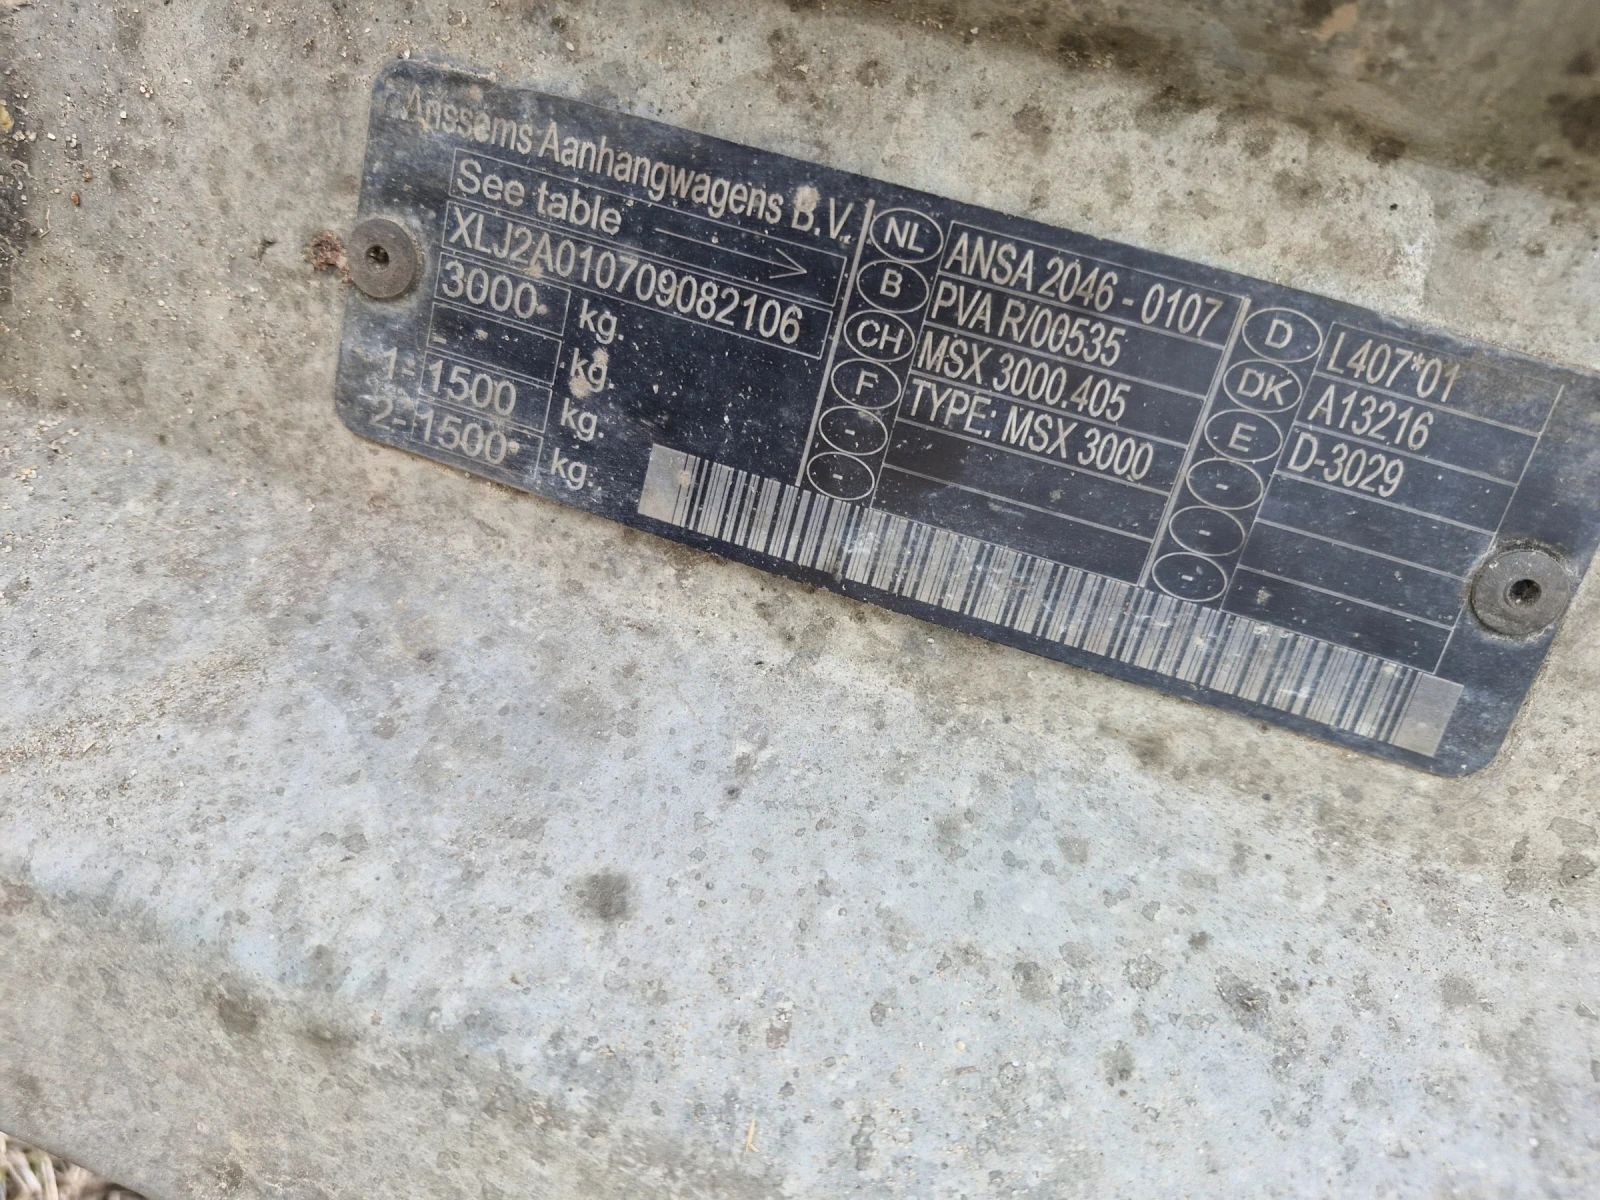 Anssems Aanhangwagens B.V.
See table
XLJ2A010709082106
3000 kg.
- kg.
1- 1500 kg.
2- 1500 kg.
NL ANSA 2046 - 0107
B PVA R/00535
CH MSX 3000.405
F TYPE: MSX 3000
-
-
D L407*01
DK A13216
E D-3029
-
-
-